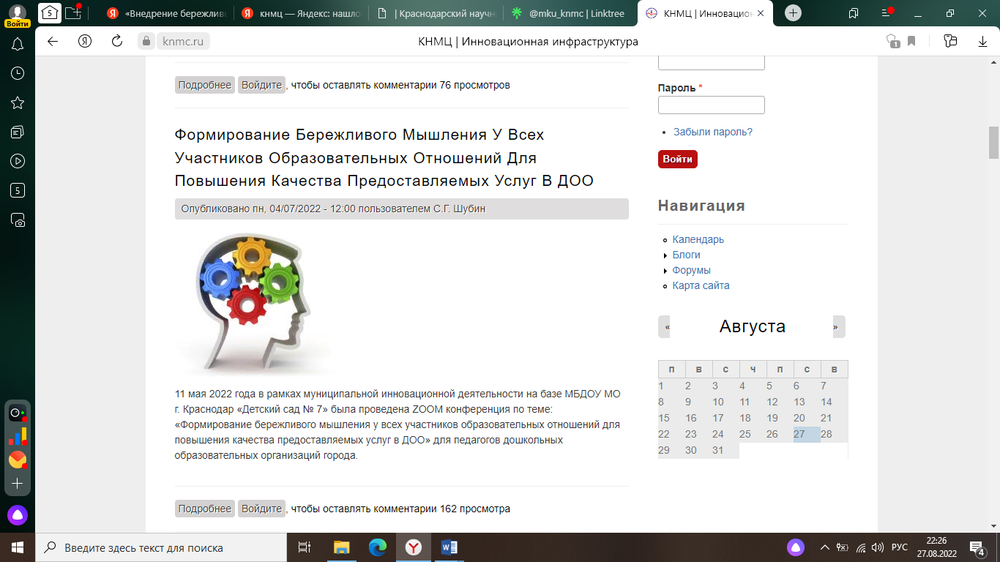 Войти
5
«Внедрение бережливы
кнмц — Яндекс: нашло
| Краснодарский научн
@mku_knmc | Linktree
КНМЦ | Инновацион
knmc.ru
КНМЦ | Инновационная инфраструктура
1
5
Подробнее Войдите, чтобы оставлять комментарии 76 просмотров
Формирование Бережливого Мышления У Всех
Участников Образовательных Отношений Для
Повышения Качества Предоставляемых Услуг В ДОО
Опубликовано пн, 04/07/2022 - 12:00 пользователем С.Г. Шубин
11 мая 2022 года в рамках муниципальной инновационной деятельности на базе МБДОУ МО
г. Краснодар «Детский сад № 7» была проведена ZOOM конференция по теме:
«Формирование бережливого мышления у всех участников образовательных отношений для
повышения качества предоставляемых услуг в ДОО» для педагогов дошкольных
образовательных организаций города.
Подробнее Войдите, чтобы оставлять комментарии 162 просмотра
Пароль *
Забыли пароль?
Войти
Навигация
Календарь
Блоги
Форумы
Карта сайта
« Августа »
п в с ч п с в
1 2 3 4 5 6 7
8 9 10 11 12 13 14
15 16 17 18 19 20 21
22 23 24 25 26 27 28
29 30 31
Введите здесь текст для поиска
РУС
22:26
27.08.2022
4